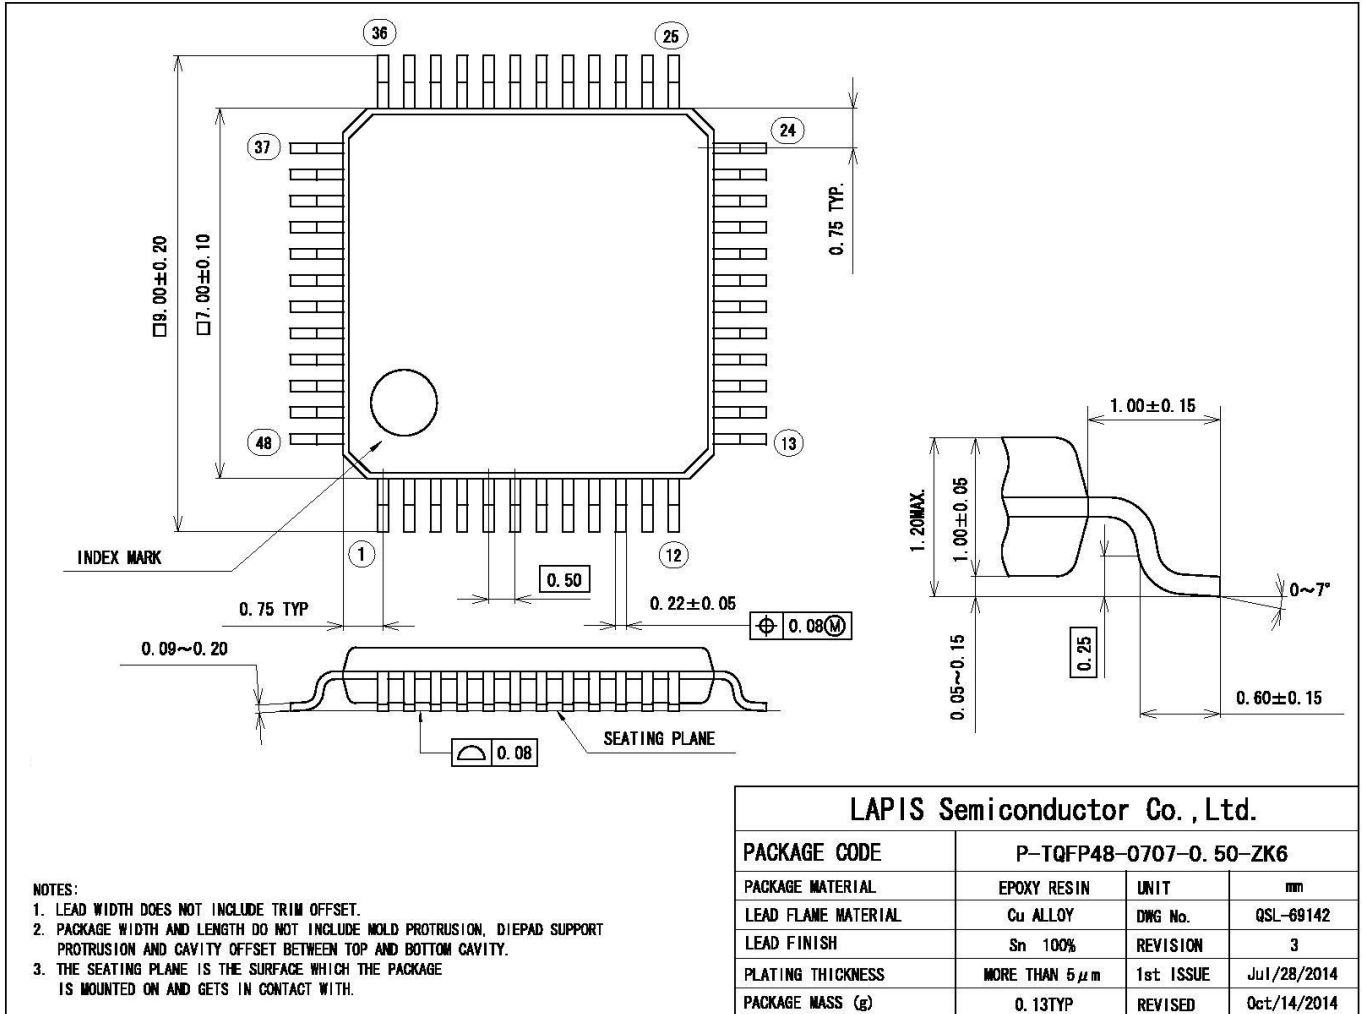 36
25
24
37
0.75 TYP.
□9.00±0.20
□7.00±0.10
48
13
1
12
INDEX MARK
0.50
0.75 TYP
0.22±0.05
⌖ 0.08Ⓜ
0.09~0.20
SEATING PLANE
⌓ 0.08
1.00±0.15
1.20MAX.
1.00±0.05
0~7°
0.25
0.05~0.15
0.60±0.15
LAPIS Semiconductor Co.,Ltd.
PACKAGE CODE P-TQFP48-0707-0.50-ZK6
PACKAGE MATERIAL EPOXY RESIN UNIT mm
LEAD FLAME MATERIAL Cu ALLOY DWG No. QSL-69142
LEAD FINISH Sn 100% REVISION 3
PLATING THICKNESS MORE THAN 5μm 1st ISSUE Jul/28/2014
PACKAGE MASS (g) 0.13TYP REVISED Oct/14/2014
NOTES:
1. LEAD WIDTH DOES NOT INCLUDE TRIM OFFSET.
2. PACKAGE WIDTH AND LENGTH DO NOT INCLUDE MOLD PROTRUSION, DIEPAD SUPPORT
PROTRUSION AND CAVITY OFFSET BETWEEN TOP AND BOTTOM CAVITY.
3. THE SEATING PLANE IS THE SURFACE WHICH THE PACKAGE
IS MOUNTED ON AND GETS IN CONTACT WITH.